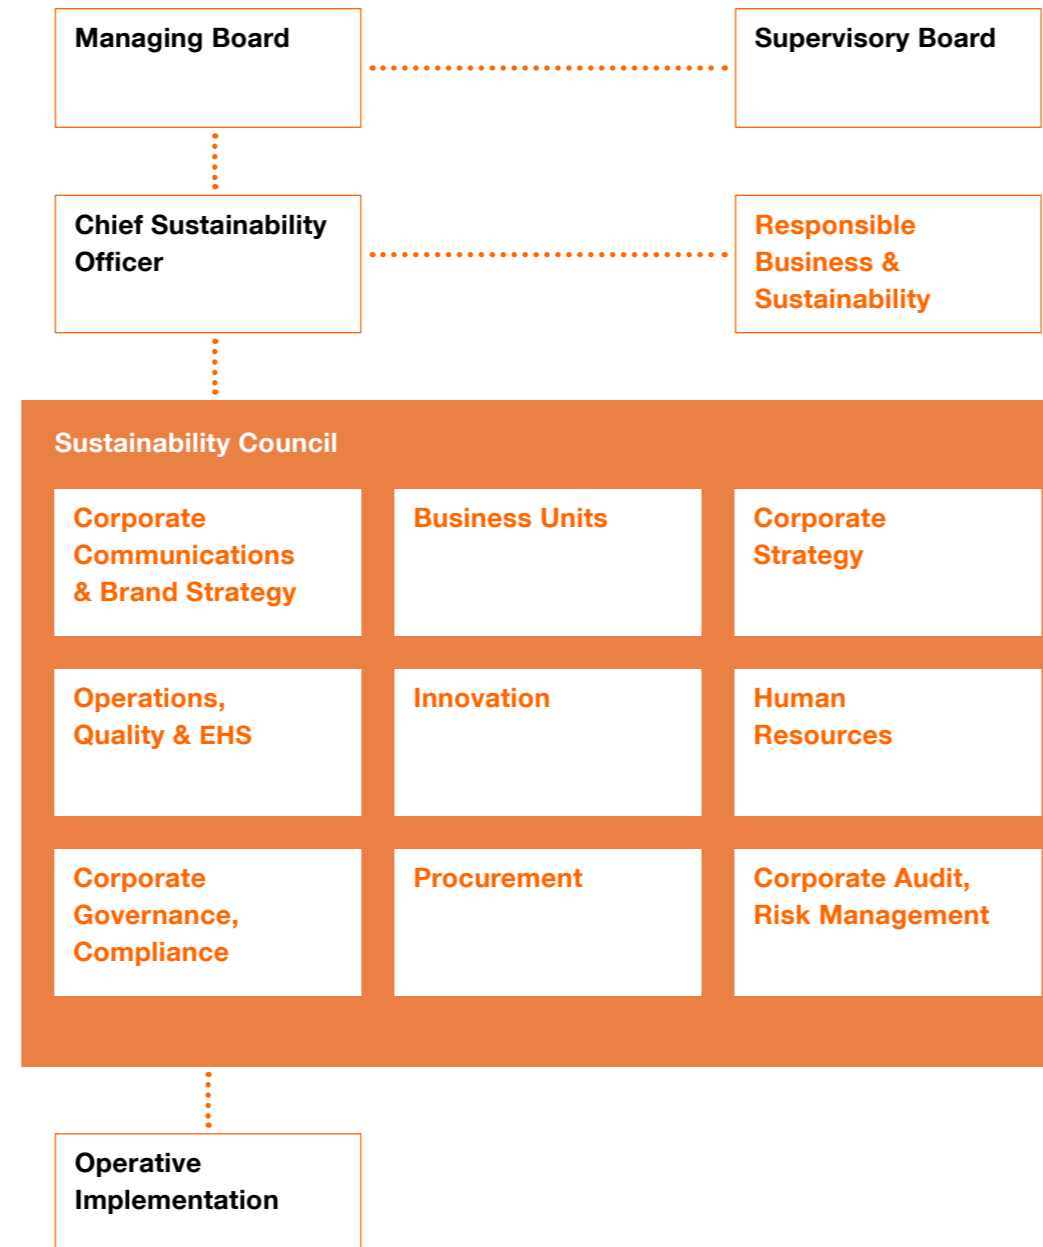 Managing Board
Supervisory Board
Chief Sustainability
Officer
Responsible
Business &
Sustainability
Sustainability Council
Corporate
Communications
& Brand Strategy
Business Units
Corporate
Strategy
Operations,
Quality & EHS
Innovation
Human
Resources
Corporate
Governance,
Compliance
Procurement
Corporate Audit,
Risk Management
Operative
Implementation